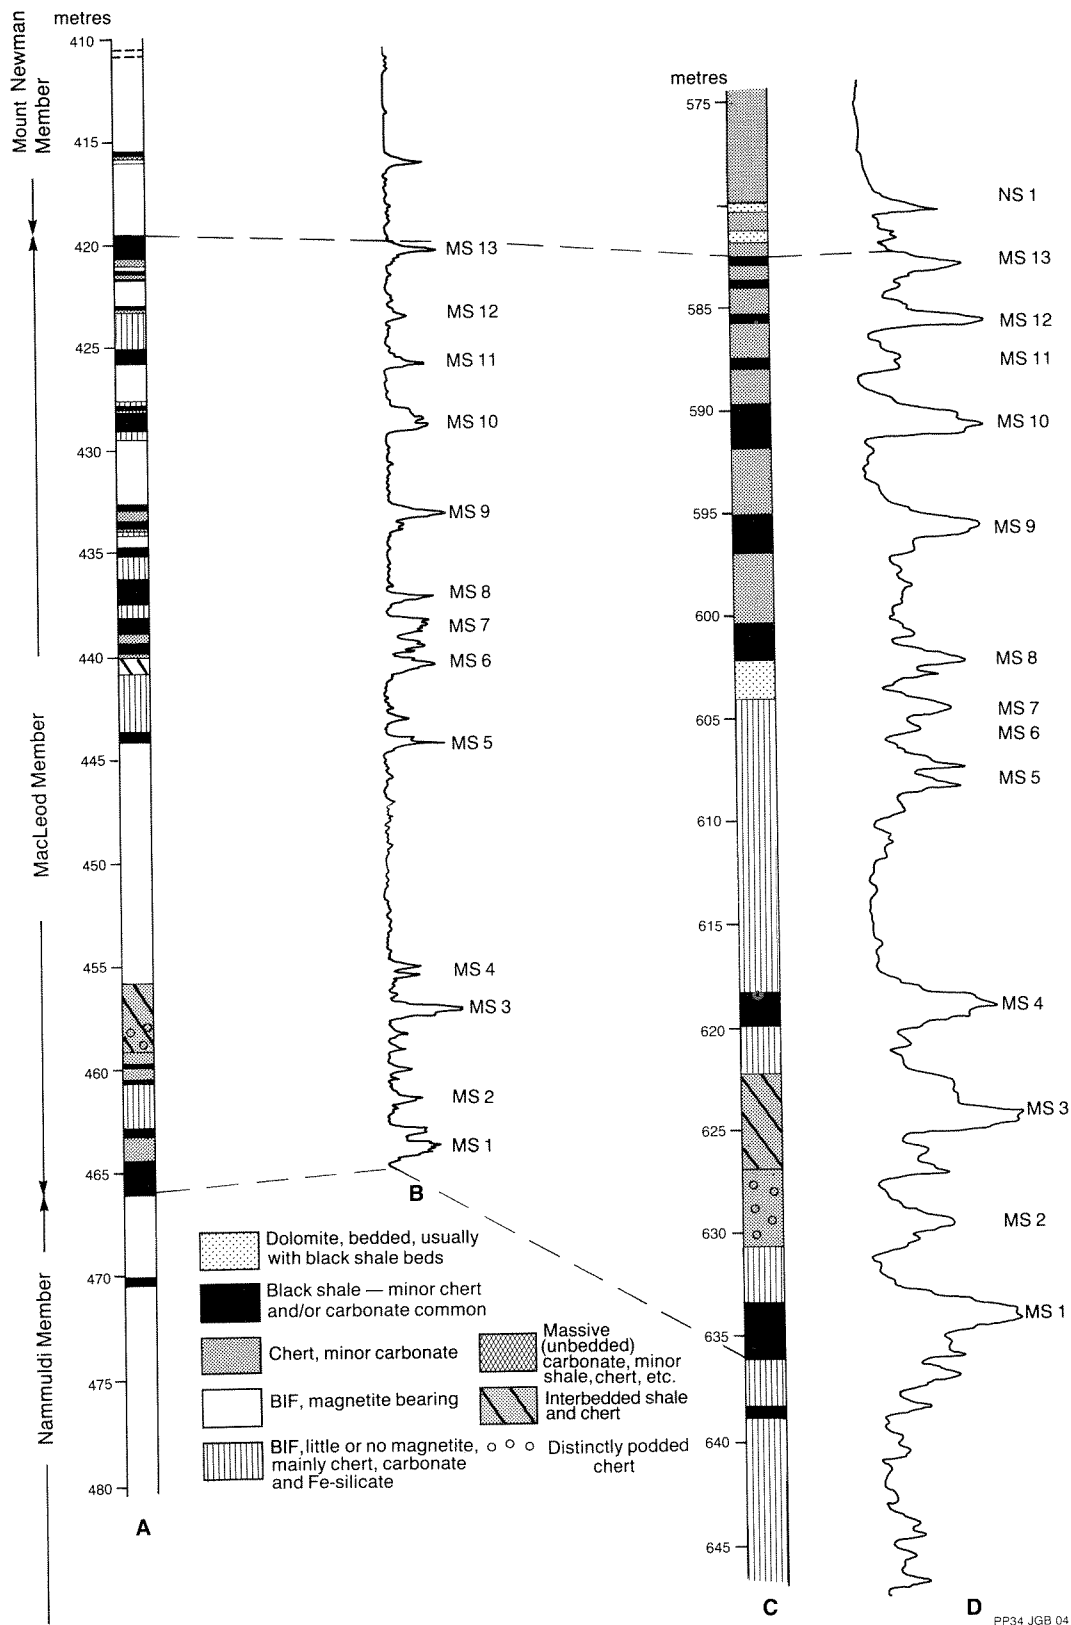 Mount Newman
Member
MacLeod Member
Nammuldi Member
metres
410
415
420
425
430
435
440
445
450
455
460
465
470
475
480
A
MS 13
MS 12
MS 11
MS 10
MS 9
MS 8
MS 7
MS 6
MS 5
MS 4
MS 3
MS 2
MS 1
B
metres
575
585
590
595
600
605
610
615
620
625
630
635
640
645
C
NS 1
MS 13
MS 12
MS 11
MS 10
MS 9
MS 8
MS 7
MS 6
MS 5
MS 4
MS 3
MS 2
MS 1
D
Dolomite, bedded, usually
with black shale beds
Black shale — minor chert
and/or carbonate common
Chert, minor carbonate
BIF, magnetite bearing
BIF, little or no magnetite,
mainly chert, carbonate
and Fe-silicate
Massive
(unbedded)
carbonate, minor
shale, chert, etc.
Interbedded shale
and chert
Distinctly podded
chert
PP34 JGB 04